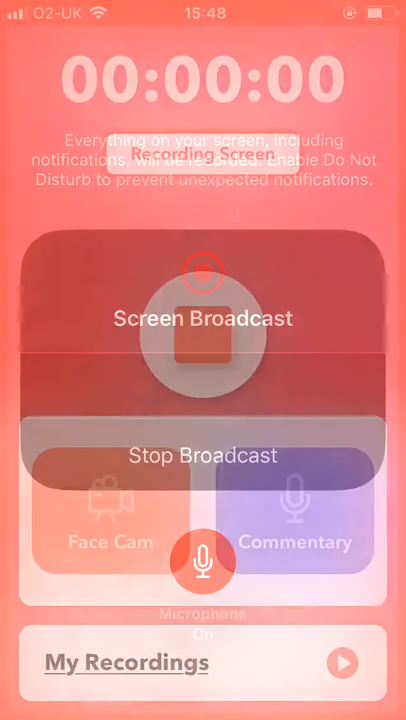 O2-UK 15:48
00:00:00
Everything on your screen, including
notifications, will be recorded. Enable Do Not
Disturb to prevent unexpected notifications.
Recording Screen
Screen Broadcast
Stop Broadcast
Face Cam
Commentary
Microphone
On
My Recordings